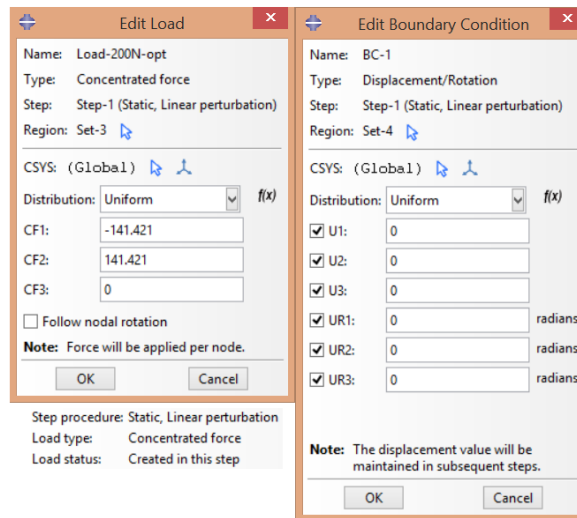 Edit Load
Name: Load-200N-opt
Type: Concentrated force
Step: Step-1 (Static, Linear perturbation)
Region: Set-3
CSYS: (Global)
Distribution: Uniform f(x)
CF1: -141.421
CF2: 141.421
CF3: 0
Follow nodal rotation
Note: Force will be applied per node.
OK Cancel
Step procedure: Static, Linear perturbation
Load type: Concentrated force
Load status: Created in this step
Edit Boundary Condition
Name: BC-1
Type: Displacement/Rotation
Step: Step-1 (Static, Linear perturbation)
Region: Set-4
CSYS: (Global)
Distribution: Uniform f(x)
U1: 0
U2: 0
U3: 0
UR1: 0 radians
UR2: 0 radians
UR3: 0 radians
Note: The displacement value will be
maintained in subsequent steps.
OK Cancel